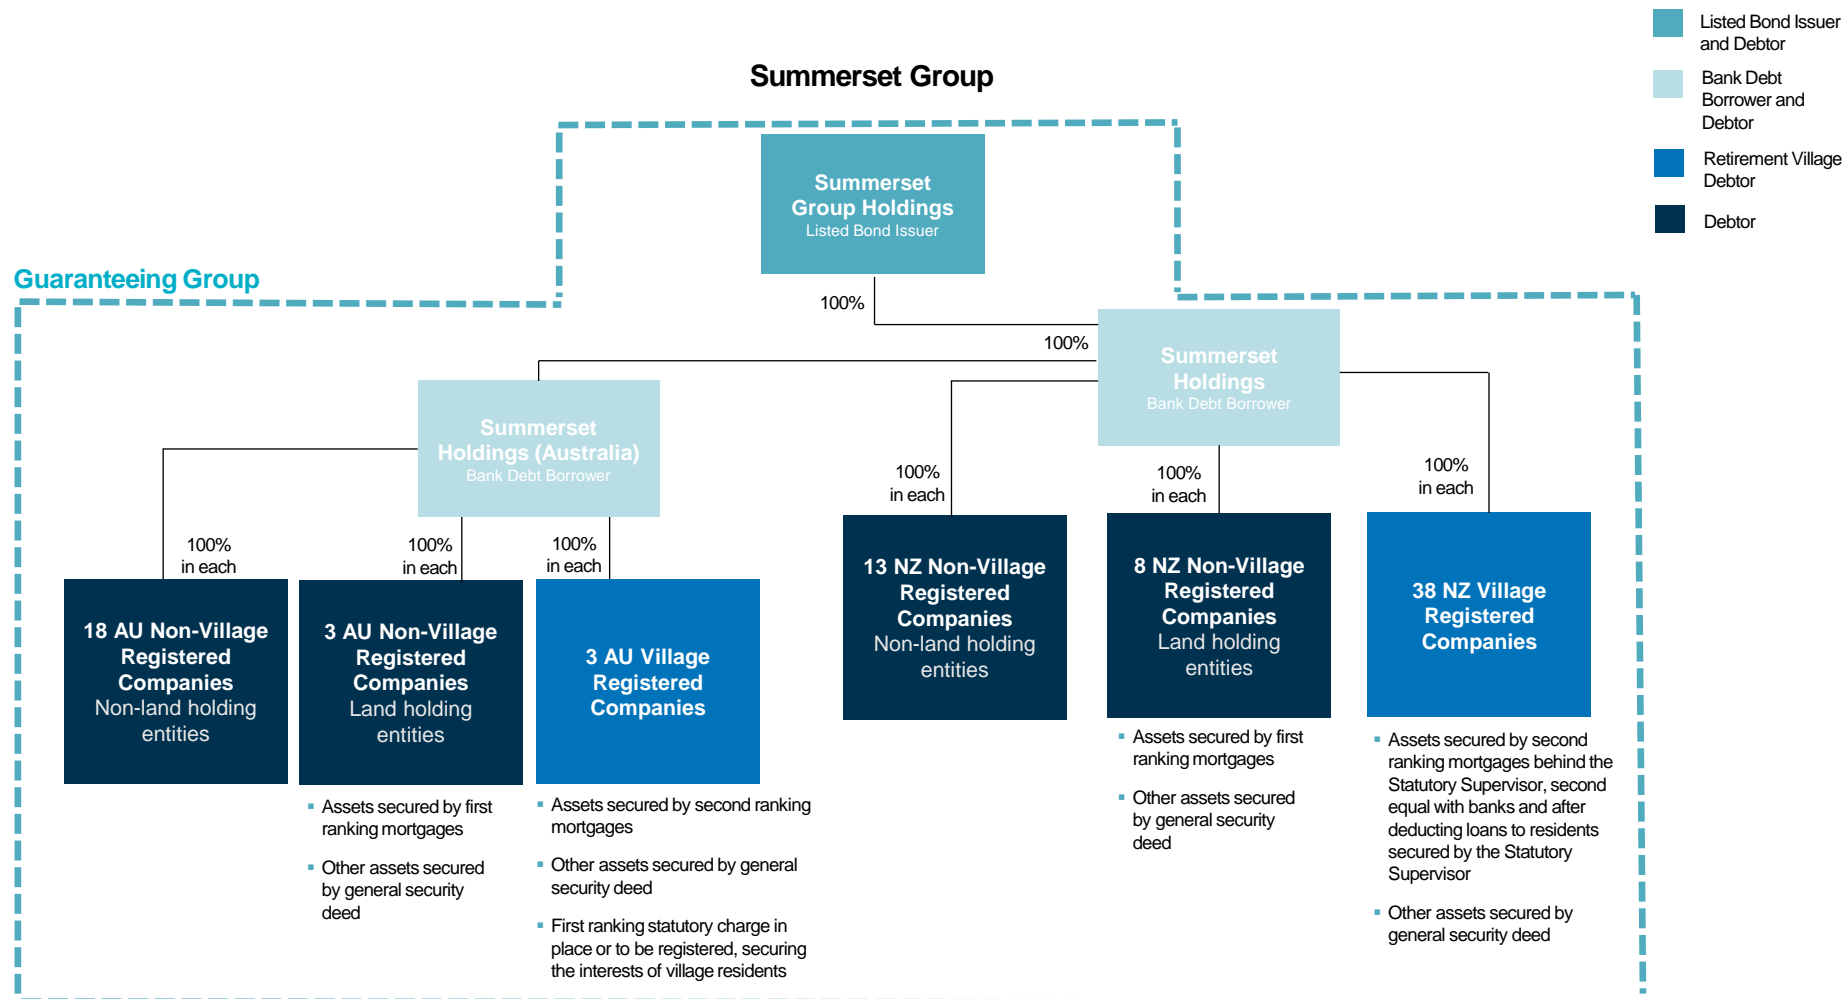 Listed Bond Issuer
and Debtor
Bank Debt
Borrower and
Debtor
Retirement Village
Debtor
Debtor
Summerset Group
Summerset
Group Holdings
Listed Bond Issuer
Guaranteeing Group
100%
100%
Summerset
Holdings
Bank Debt Borrower
Summerset
Holdings (Australia)
Bank Debt Borrower
100%
in each
100%
in each
100%
in each
100%
in each
100%
in each
100%
in each
18 AU Non-Village
Registered
Companies
Non-land holding
entities
3 AU Non-Village
Registered
Companies
Land holding
entities
3 AU Village
Registered
Companies
13 NZ Non-Village
Registered
Companies
Non-land holding
entities
8 NZ Non-Village
Registered
Companies
Land holding
entities
38 NZ Village
Registered
Companies
▪ Assets secured by first
ranking mortgages
▪ Other assets secured
by general security
deed
▪ Assets secured by second ranking
mortgages
▪ Other assets secured by general
security deed
▪ First ranking statutory charge in
place or to be registered, securing
the interests of village residents
▪ Assets secured by first
ranking mortgages
▪ Other assets secured
by general security
deed
▪ Assets secured by second
ranking mortgages behind the
Statutory Supervisor, second
equal with banks and after
deducting loans to residents
secured by the Statutory
Supervisor
▪ Other assets secured by
general security deed